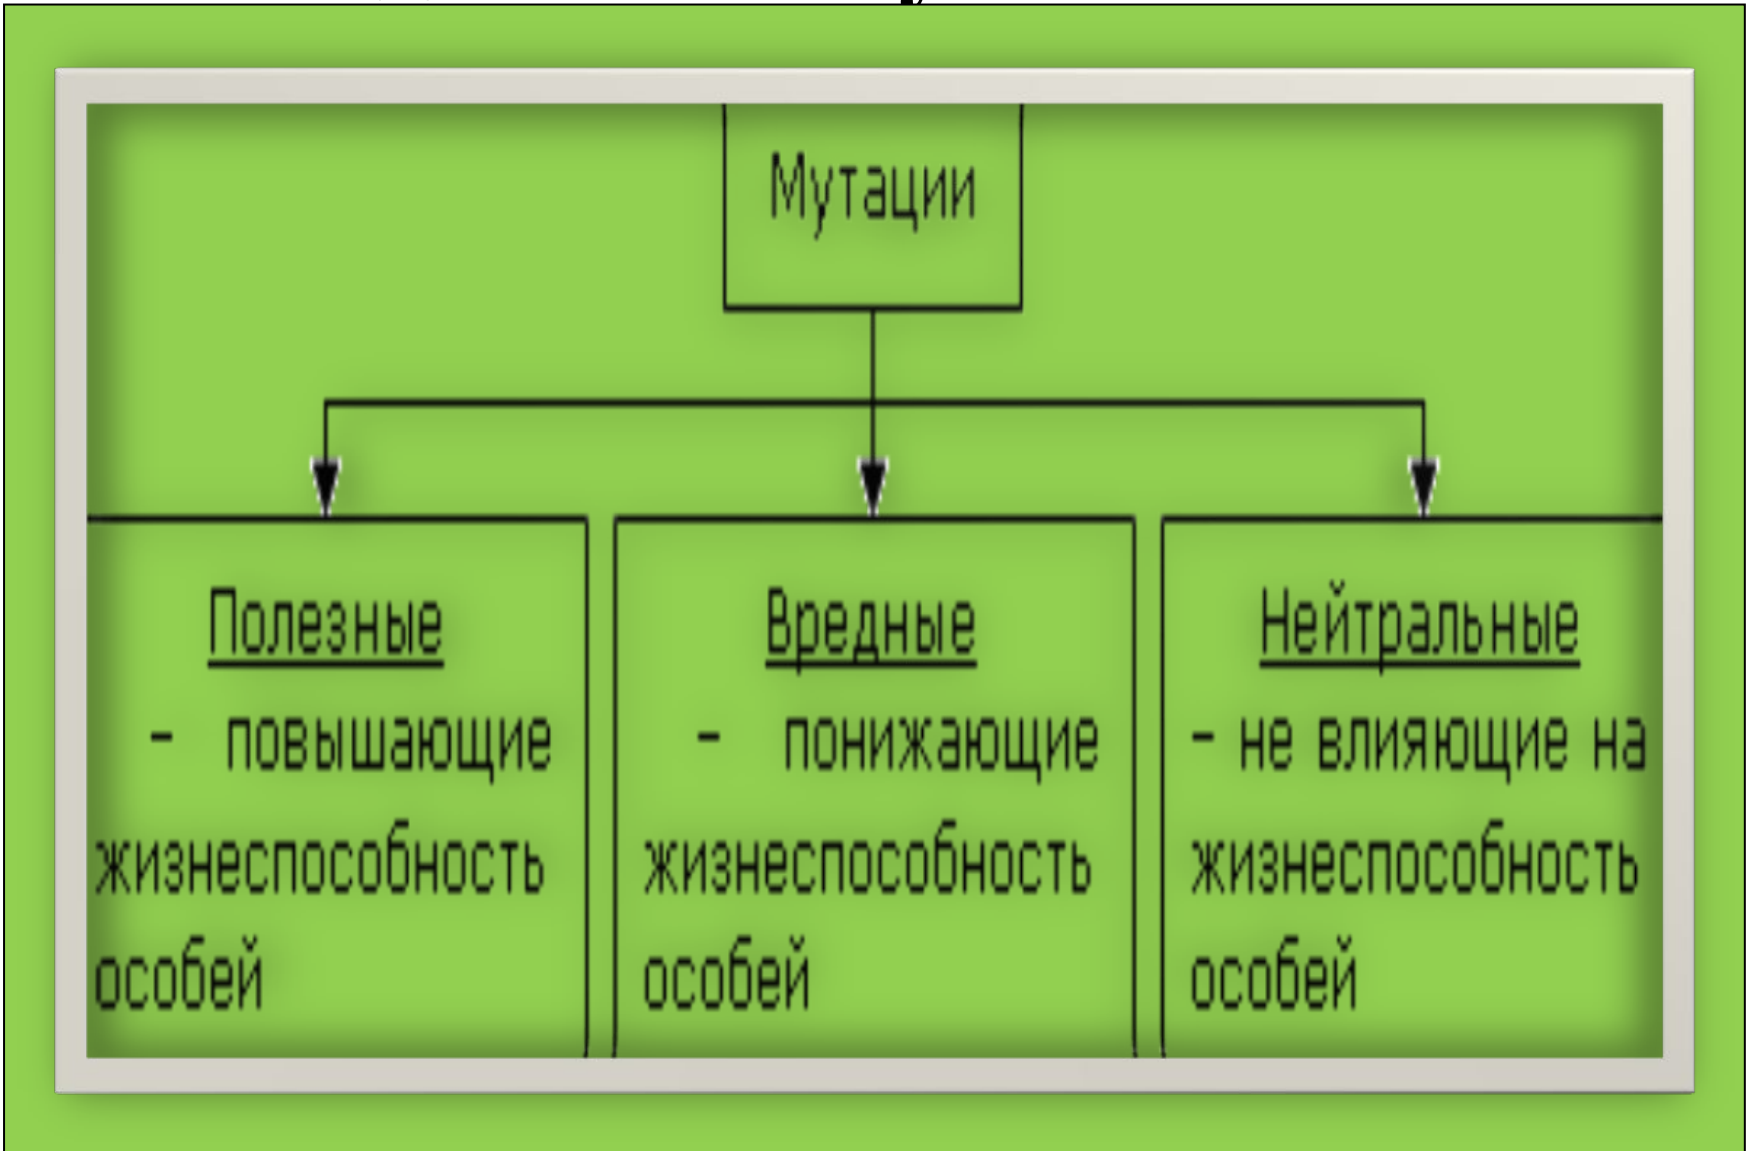 Мутации
Полезные
- повышающие
жизнеспособность
особей
Вредные
- понижающие
жизнеспособность
особей
Нейтральные
- не влияющие на
жизнеспособность
особей